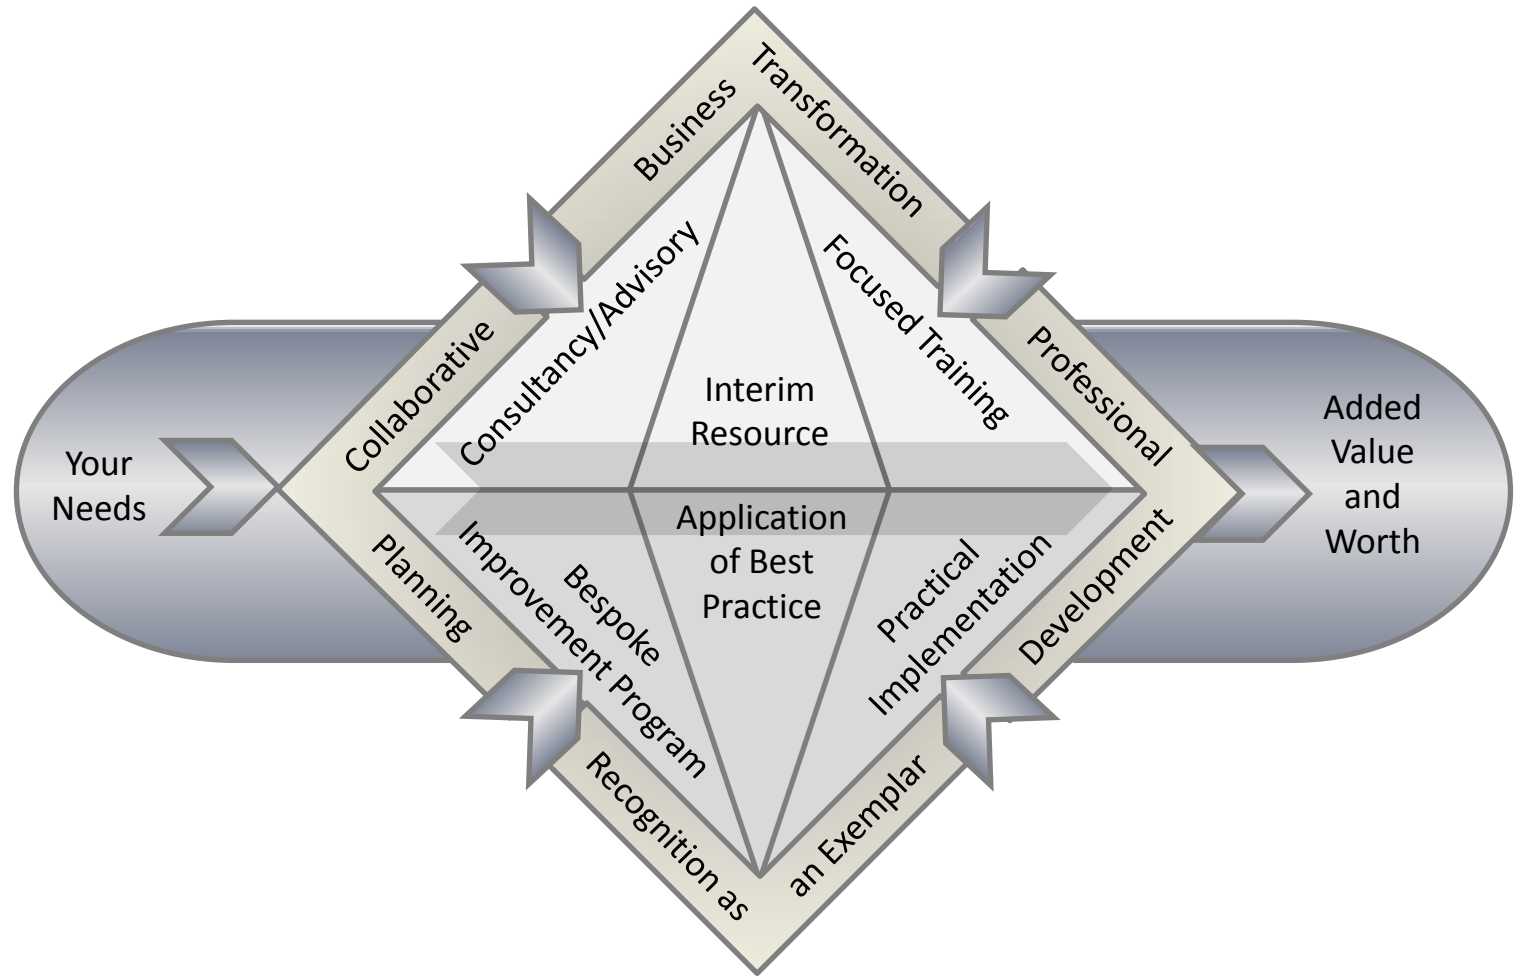 Business
Transformation
Collaborative
Consultancy/Advisory
Interim
Resource
Focused Training
Professional
Your
Needs
Added
Value
and
Worth
Planning
Bespoke
Improvement Program
Application
of Best
Practice
Practical
Implementation
Development
Recognition as
an Exemplar